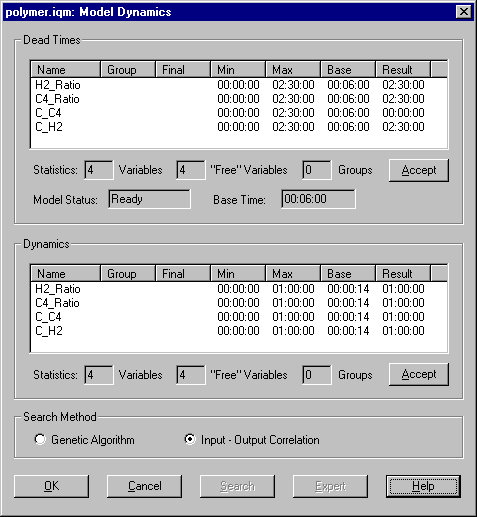 polymer.iqm: Model Dynamics
Dead Times
Name Group Final Min Max Base Result
H2_Ratio 00:00:00 02:30:00 00:06:00 02:30:00
C4_Ratio 00:00:00 02:30:00 00:06:00 02:30:00
C_C4 00:00:00 02:30:00 00:06:00 00:00:00
C_H2 00:00:00 02:30:00 00:06:00 02:30:00
Statistics: 4 Variables 4 "Free" Variables 0 Groups Accept
Model Status: Ready Base Time: 00:06:00
Dynamics
Name Group Final Min Max Base Result
H2_Ratio 00:00:00 01:00:00 00:00:14 01:00:00
C4_Ratio 00:00:00 01:00:00 00:00:14 01:00:00
C_C4 00:00:00 01:00:00 00:00:14 01:00:00
C_H2 00:00:00 01:00:00 00:00:14 01:00:00
Statistics: 4 Variables 4 "Free" Variables 0 Groups Accept
Search Method
Genetic Algorithm Input - Output Correlation
OK Cancel Search Expert Help